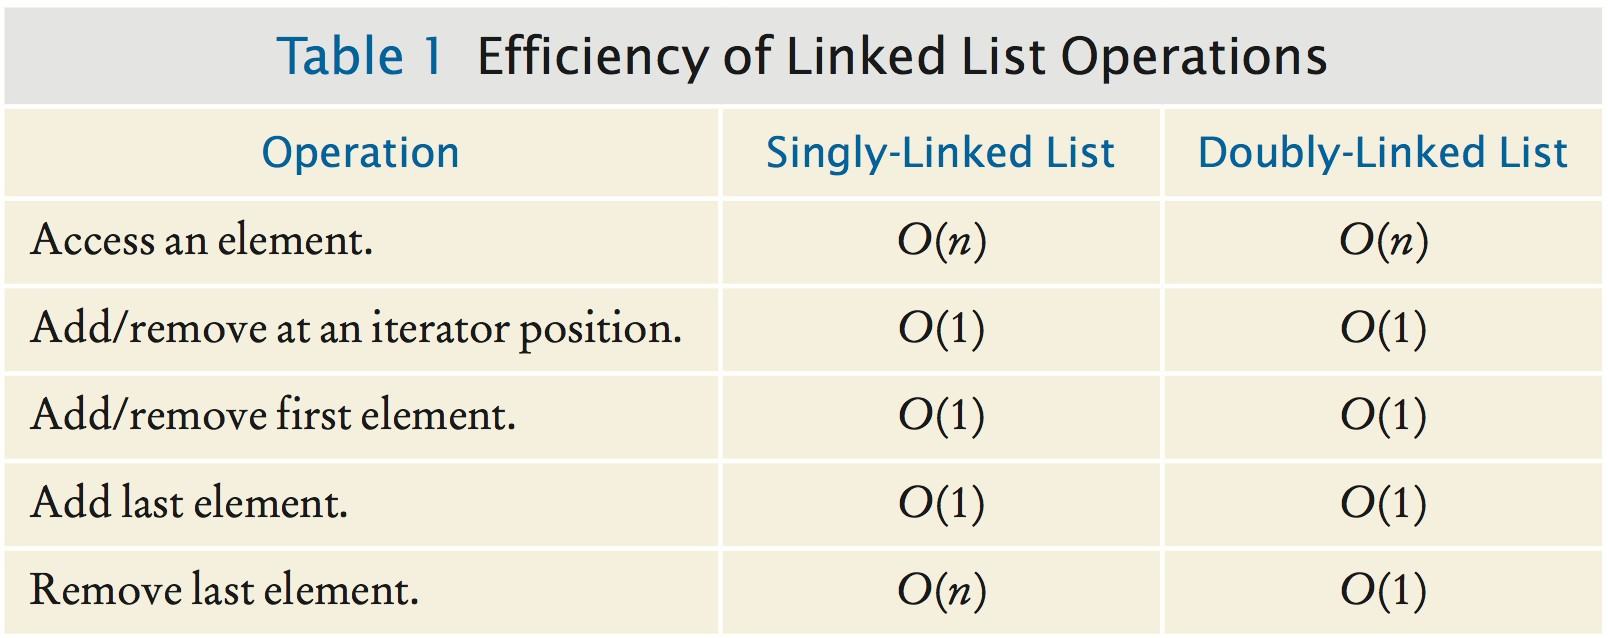 Table 1 Efficiency of Linked List Operations
Operation Singly-Linked List Doubly-Linked List
Access an element. O(n) O(n)
Add/remove at an iterator position. O(1) O(1)
Add/remove first element. O(1) O(1)
Add last element. O(1) O(1)
Remove last element. O(n) O(1)